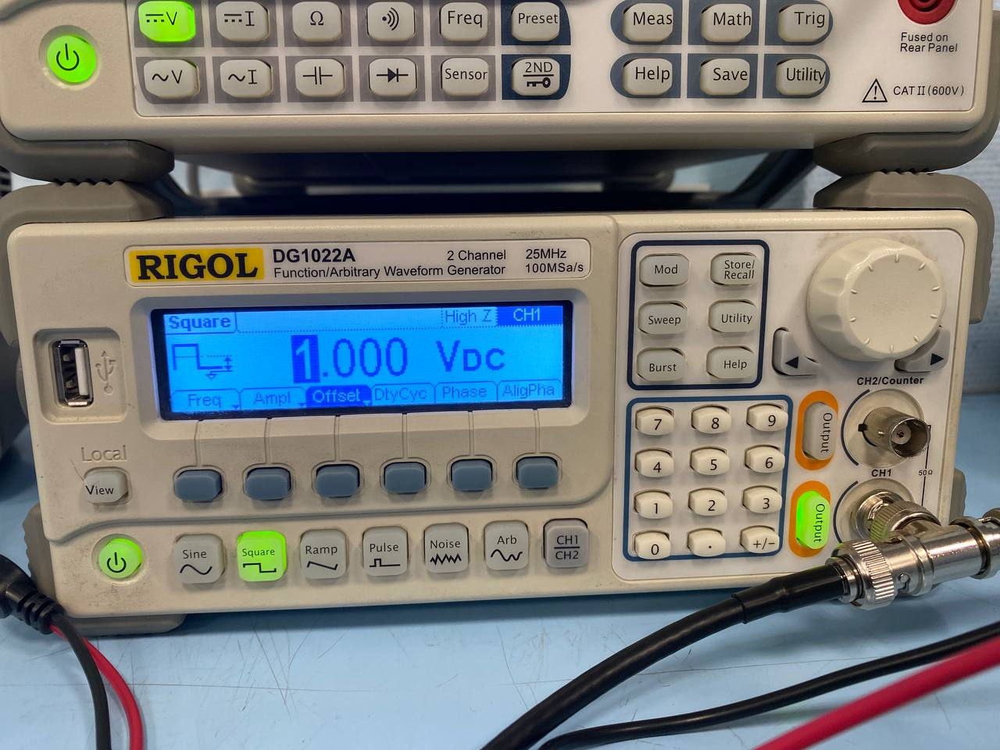 ⎓V
⎓I
Ω
Freq
Preset
Meas
Math
Trig
Fused on
Rear Panel
~V
~I
Sensor
2ND
Help
Save
Utility
CAT II (600V)
RIGOL
DG1022A
2 Channel
25MHz
Function/Arbitrary Waveform Generator
100MSa/s
Square
High Z
CH1
1.000 VDC
Freq
Ampl
Offset
DtyCyc
Phase
AligPha
Local
View
Sine
Square
Ramp
Pulse
Noise
Arb
CH1
CH2
Mod
Store/
Recall
Sweep
Utility
Burst
Help
7
8
9
4
5
6
1
2
3
0
.
+/−
CH2/Counter
Output
CH1
50Ω
Output